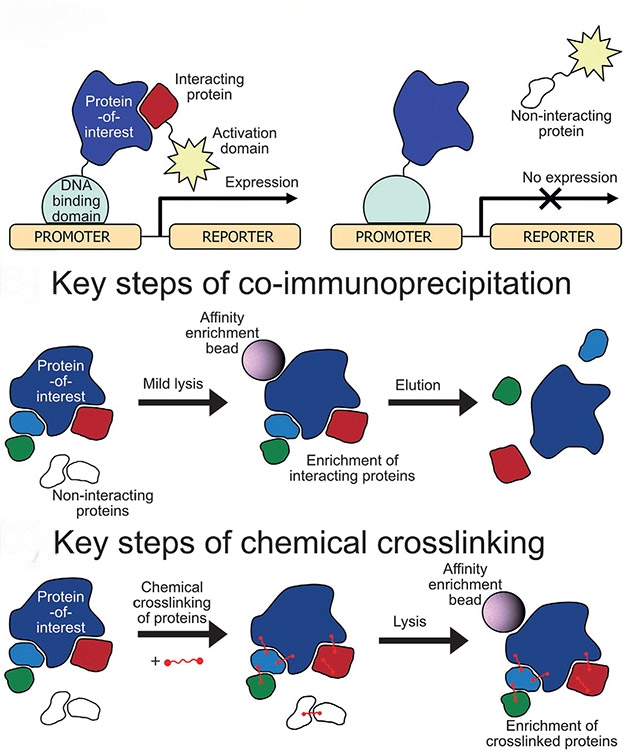 Interacting
protein
Protein
-of-
interest
Activation
domain
DNA
binding
domain
Expression
PROMOTER
REPORTER
Non-interacting
protein
No expression
PROMOTER
REPORTER
Key steps of co-immunoprecipitation
Protein
-of-
interest
Non-interacting
proteins
Mild lysis
Affinity
enrichment
bead
Enrichment of
interacting proteins
Elution
Key steps of chemical crosslinking
Protein
-of-
interest
Chemical
crosslinking
of proteins
+
Lysis
Affinity
enrichment
bead
Enrichment of
crosslinked proteins